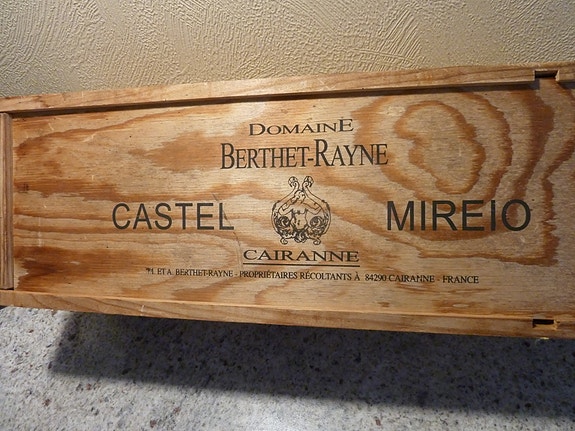 DOMAINE
BERTHET-RAYNE
CASTEL MIREIO
CAIRANNE
ET A. BERTHET-RAYNE - PROPRIÉTAIRES RÉCOLTANTS À 84290 CAIRANNE - FRANCE